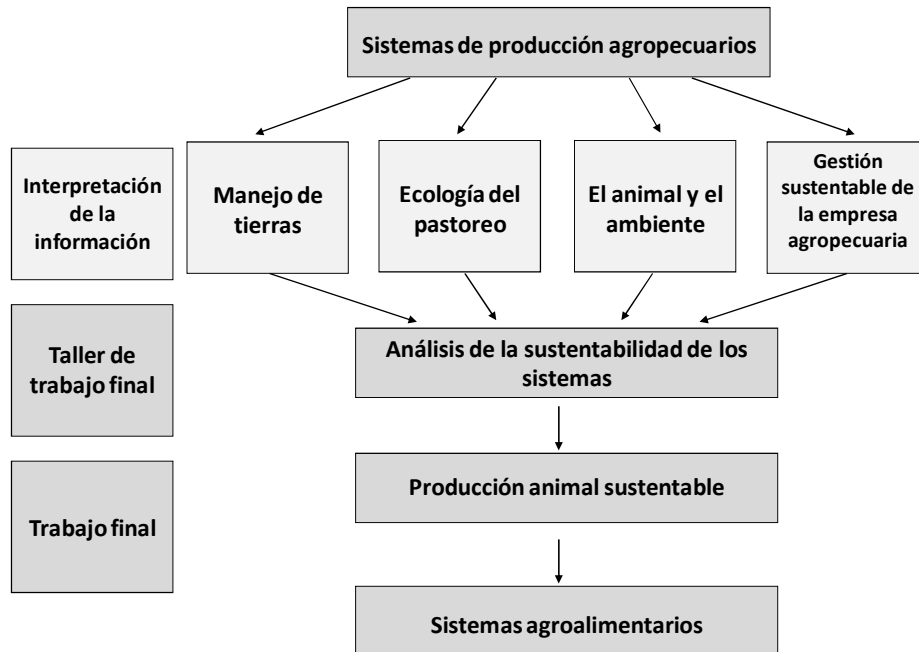 Sistemas de producción agropecuarios
Interpretación
de la
información
Manejo de
tierras
Ecología del
pastoreo
El animal y el
ambiente
Gestión
sustentable de
la empresa
agropecuaria
Taller de
trabajo final
Análisis de la sustentabilidad de los
sistemas
Trabajo final
Producción animal sustentable
Sistemas agroalimentarios